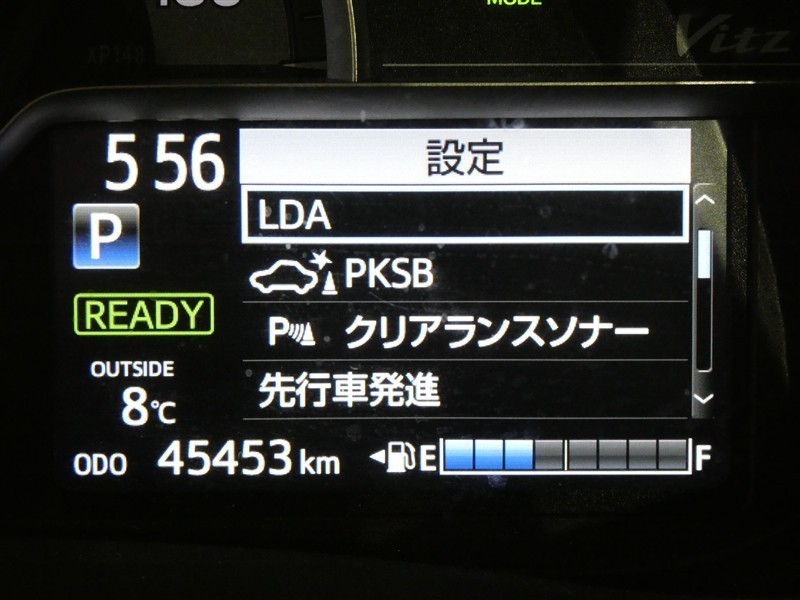 MODE
Vitz
5 56
設定
P
LDA
PKSB
READY
P クリアランスソナー
OUTSIDE
8℃
先行車発進
ODO 45453 km
E F